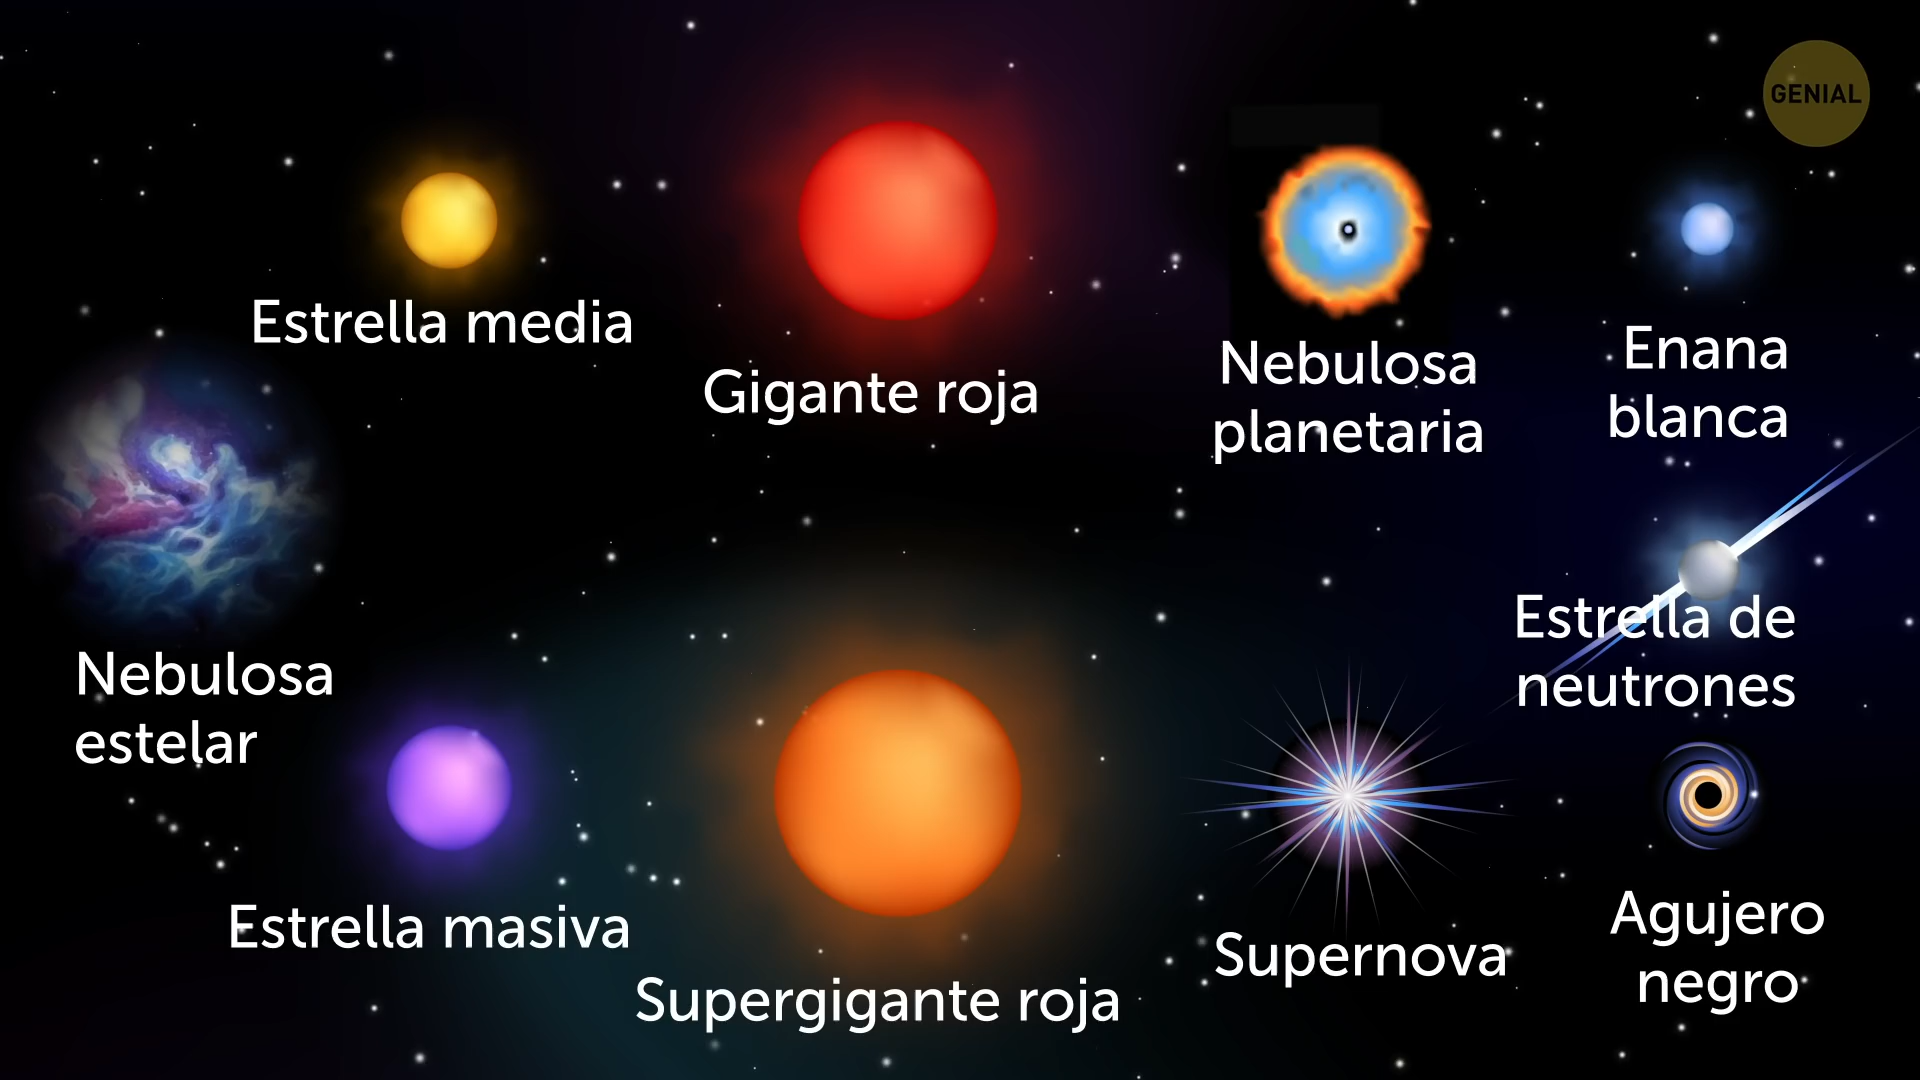 GENIAL
Estrella media
Gigante roja
Nebulosa
planetaria
Enana
blanca
Nebulosa
estelar
Estrella de
neutrones
Estrella masiva
Supergigante roja
Supernova
Agujero
negro